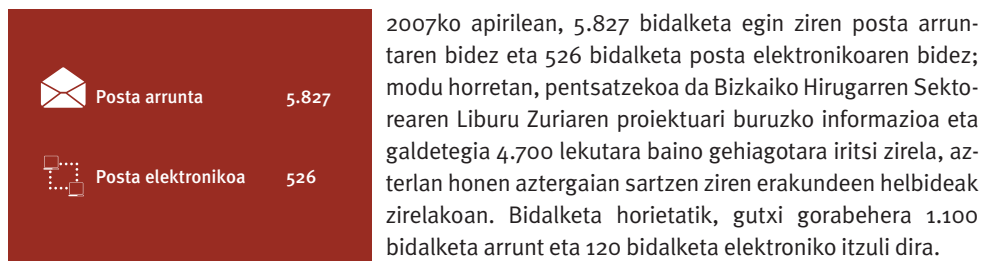 Posta arrunta 5.827
Posta elektronikoa 526
2007ko apirilean, 5.827 bidalketa egin ziren posta arrun-
taren bidez eta 526 bidalketa posta elektronikoaren bidez;
modu horretan, pentsatzekoa da Bizkaiko Hirugarren Sekto-
rearen Liburu Zuriaren proiektuari buruzko informazioa eta
galdetegia 4.700 lekutara baino gehiagotara iritsi zirela, az-
terlan honen aztergaian sartzen ziren erakundeen helbideak
zirelakoan. Bidalketa horietatik, gutxi gorabehera 1.100
bidalketa arrunt eta 120 bidalketa elektroniko itzuli dira.